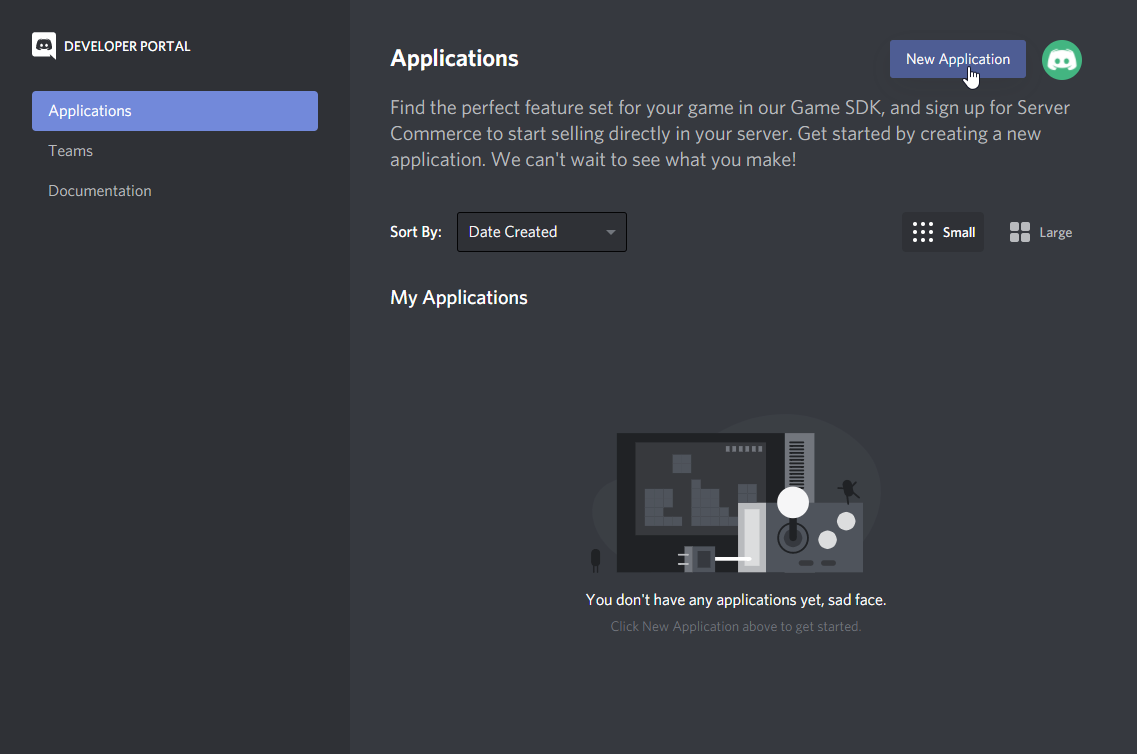 DEVELOPER PORTAL
Applications
Teams
Documentation
Applications
New Application
Find the perfect feature set for your game in our Game SDK, and sign up for Server
Commerce to start selling directly in your server. Get started by creating a new
application. We can't wait to see what you make!
Sort By:
Date Created
Small
Large
My Applications
You don't have any applications yet, sad face.
Click New Application above to get started.